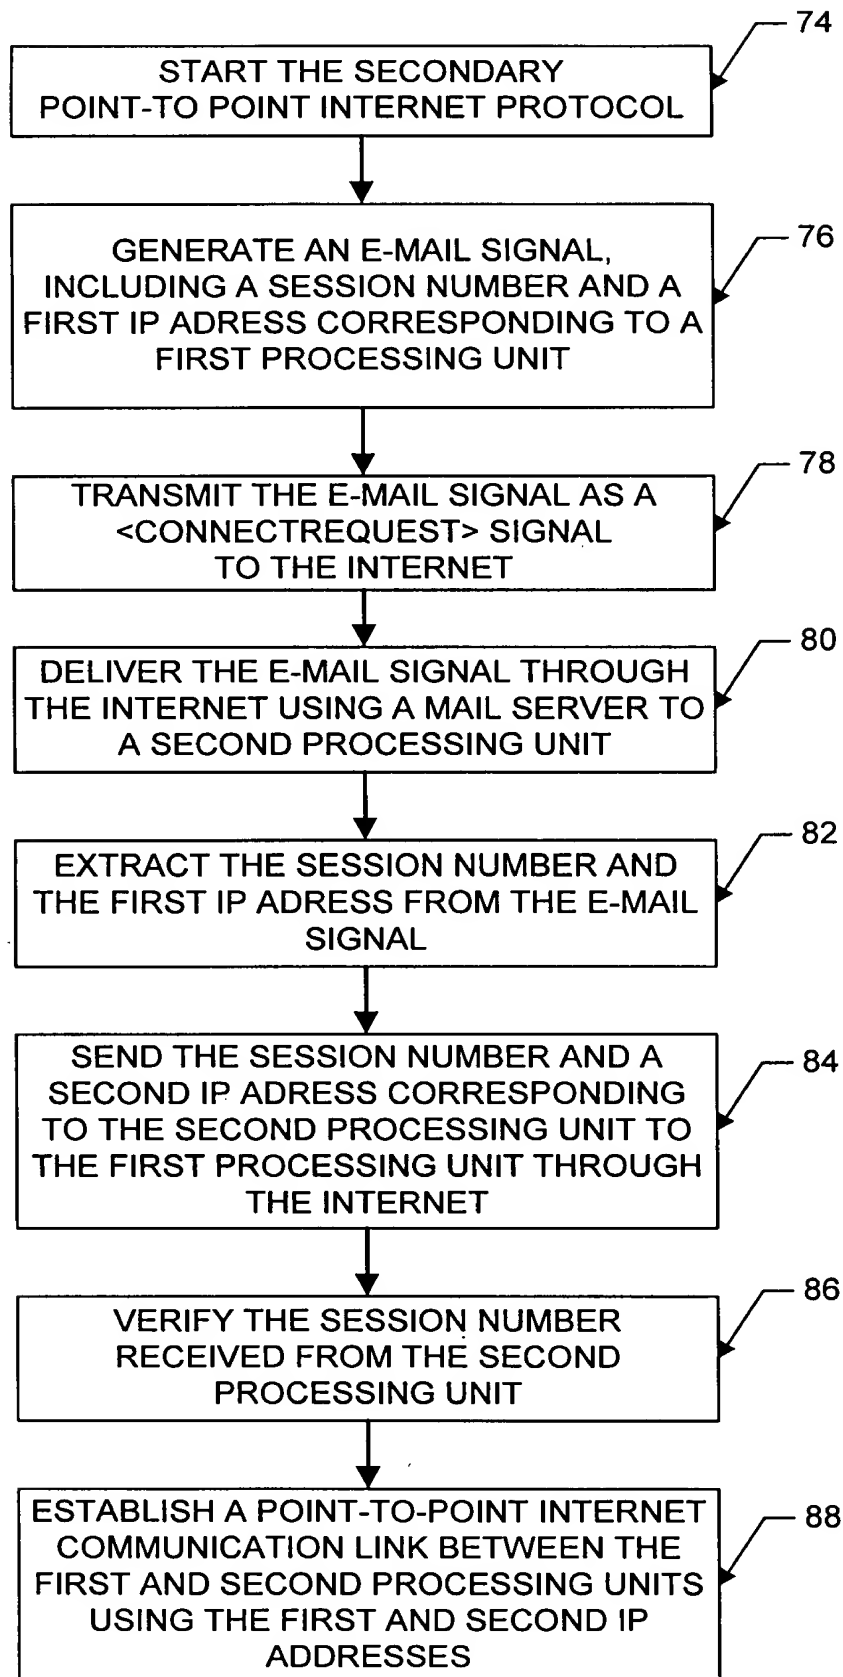 74
START THE SECONDARY
POINT-TO POINT INTERNET PROTOCOL
76
GENERATE AN E-MAIL SIGNAL,
INCLUDING A SESSION NUMBER AND A
FIRST IP ADRESS CORRESPONDING TO A
FIRST PROCESSING UNIT
78
TRANSMIT THE E-MAIL SIGNAL AS A
<CONNECTREQUEST> SIGNAL
TO THE INTERNET
80
DELIVER THE E-MAIL SIGNAL THROUGH
THE INTERNET USING A MAIL SERVER TO
A SECOND PROCESSING UNIT
82
EXTRACT THE SESSION NUMBER AND
THE FIRST IP ADRESS FROM THE E-MAIL
SIGNAL
84
SEND THE SESSION NUMBER AND A
SECOND IP ADRESS CORRESPONDING
TO THE SECOND PROCESSING UNIT TO
THE FIRST PROCESSING UNIT THROUGH
THE INTERNET
86
VERIFY THE SESSION NUMBER
RECEIVED FROM THE SECOND
PROCESSING UNIT
88
ESTABLISH A POINT-TO-POINT INTERNET
COMMUNICATION LINK BETWEEN THE
FIRST AND SECOND PROCESSING UNITS
USING THE FIRST AND SECOND IP
ADDRESSES